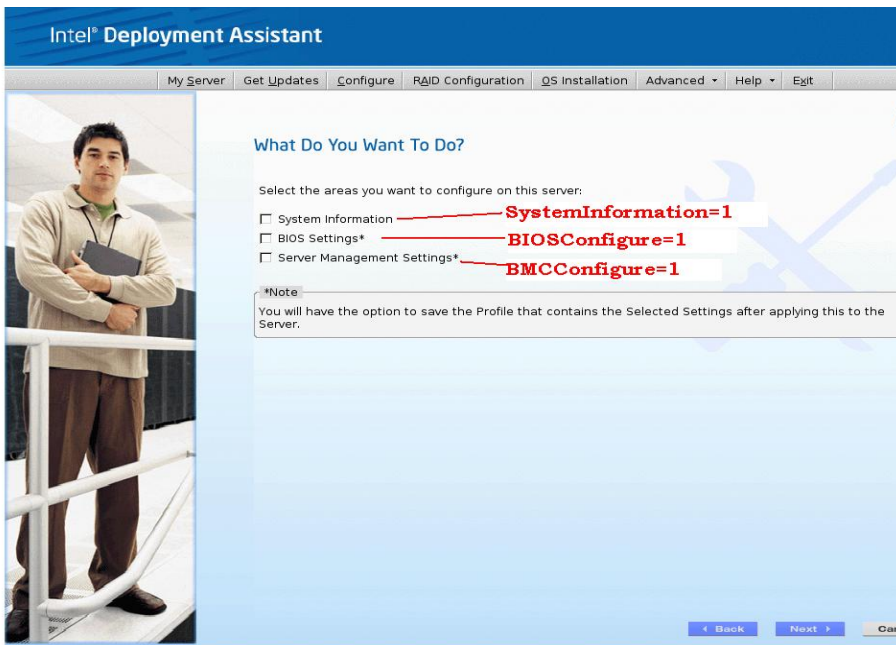 Intel® Deployment Assistant
My Server Get Updates Configure RAID Configuration OS Installation Advanced Help Exit
What Do You Want To Do?
Select the areas you want to configure on this server:
System Information SystemInformation=1
BIOS Settings* BIOSConfigure=1
Server Management Settings* BMCConfigure=1
*Note
You will have the option to save the Profile that contains the Selected Settings after applying this to the
Server.
Back Next Can